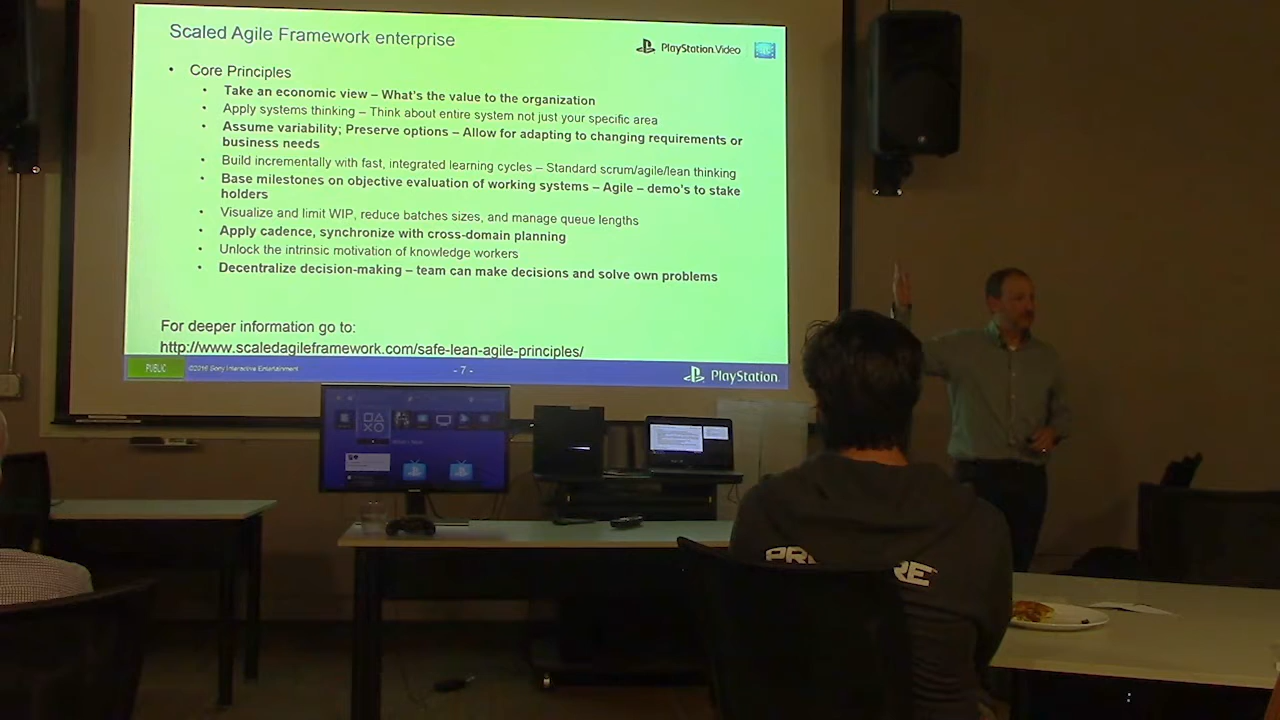 Scaled Agile Framework enterprise
PlayStation.Video
• Core Principles
• Take an economic view – What's the value to the organization
• Apply systems thinking – Think about entire system not just your specific area
• Assume variability; Preserve options – Allow for adapting to changing requirements or
business needs
• Build incrementally with fast, integrated learning cycles – Standard scrum/agile/lean thinking
• Base milestones on objective evaluation of working systems – Agile – demo's to stake
holders
• Visualize and limit WIP, reduce batches sizes, and manage queue lengths
• Apply cadence, synchronize with cross-domain planning
• Unlock the intrinsic motivation of knowledge workers
• Decentralize decision-making – team can make decisions and solve own problems
For deeper information go to:
http://www.scaledagileframework.com/safe-lean-agile-principles/
PUBLIC
©2016 Sony Interactive Entertainment
- 7 -
PlayStation.